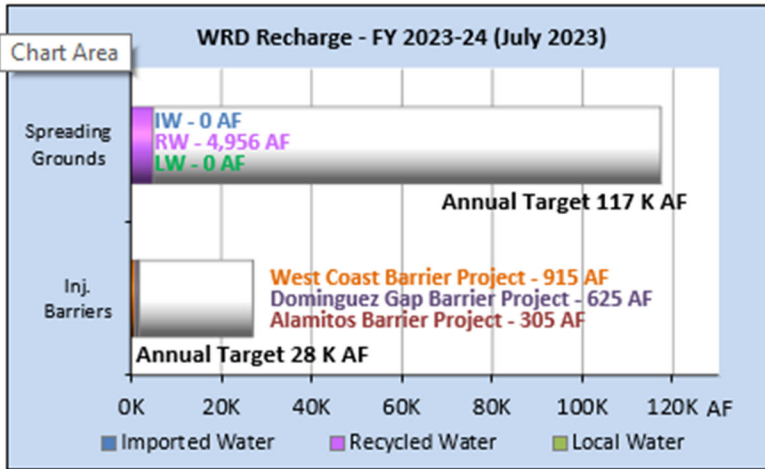 WRD Recharge - FY 2023-24 (July 2023)
Chart Area
Spreading
Grounds
IW - 0 AF
RW - 4,956 AF
LW - 0 AF
Annual Target 117 K AF
Inj.
Barriers
West Coast Barrier Project - 915 AF
Dominguez Gap Barrier Project - 625 AF
Alamitos Barrier Project - 305 AF
Annual Target 28 K AF
0K 20K 40K 60K 80K 100K 120K AF
Imported Water Recycled Water Local Water